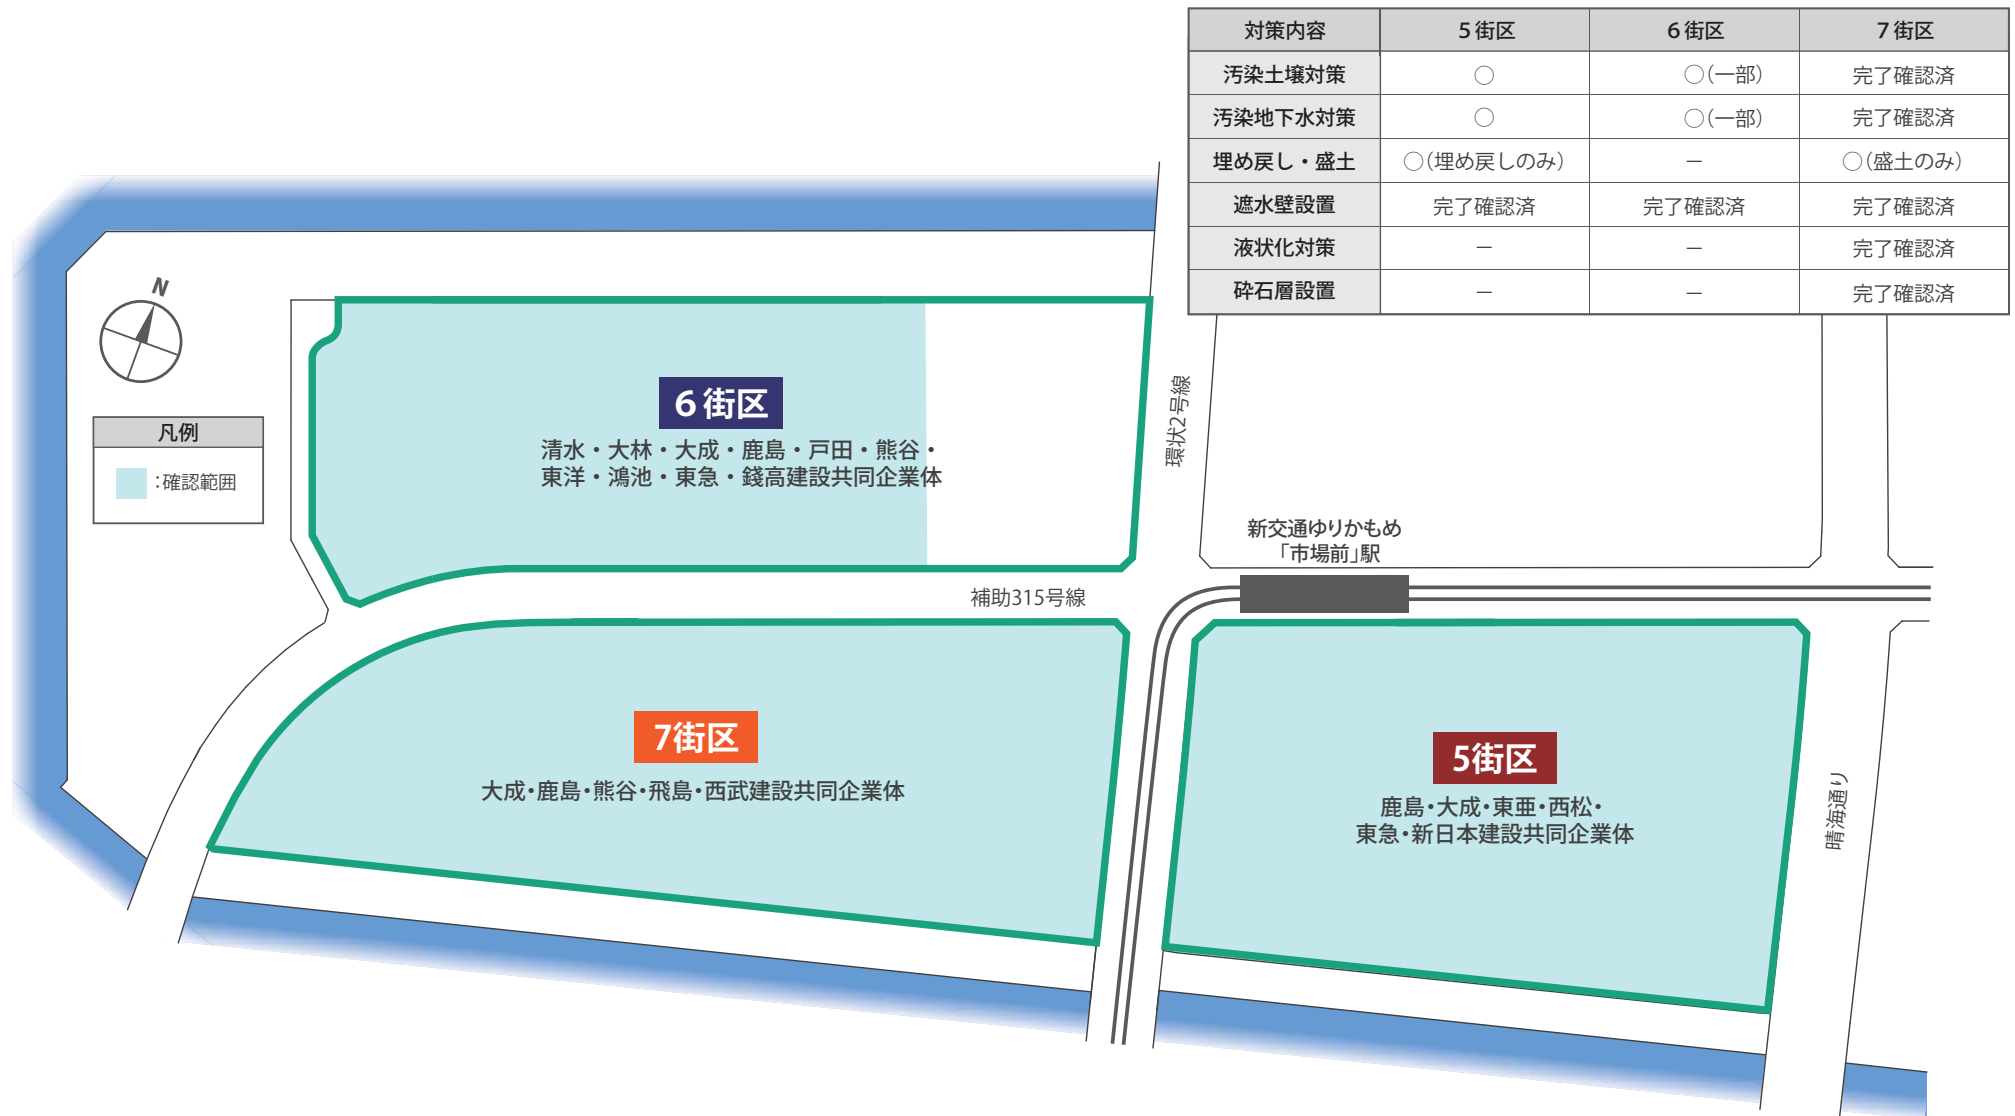 対策内容 5街区 6街区 7街区
汚染土壌対策 ○ ○(一部) 完了確認済
汚染地下水対策 ○ ○(一部) 完了確認済
埋め戻し・盛土 ○(埋め戻しのみ) － ○(盛土のみ)
遮水壁設置 完了確認済 完了確認済 完了確認済
液状化対策 － － 完了確認済
砕石層設置 － － 完了確認済
N
凡例
:確認範囲
6街区
清水・大林・大成・鹿島・戸田・熊谷・
東洋・鴻池・東急・錢高建設共同企業体
環状2号線
新交通ゆりかもめ
「市場前」駅
補助315号線
7街区
大成・鹿島・熊谷・飛島・西武建設共同企業体
5街区
鹿島・大成・東亜・西松・
東急・新日本建設共同企業体
晴海通り